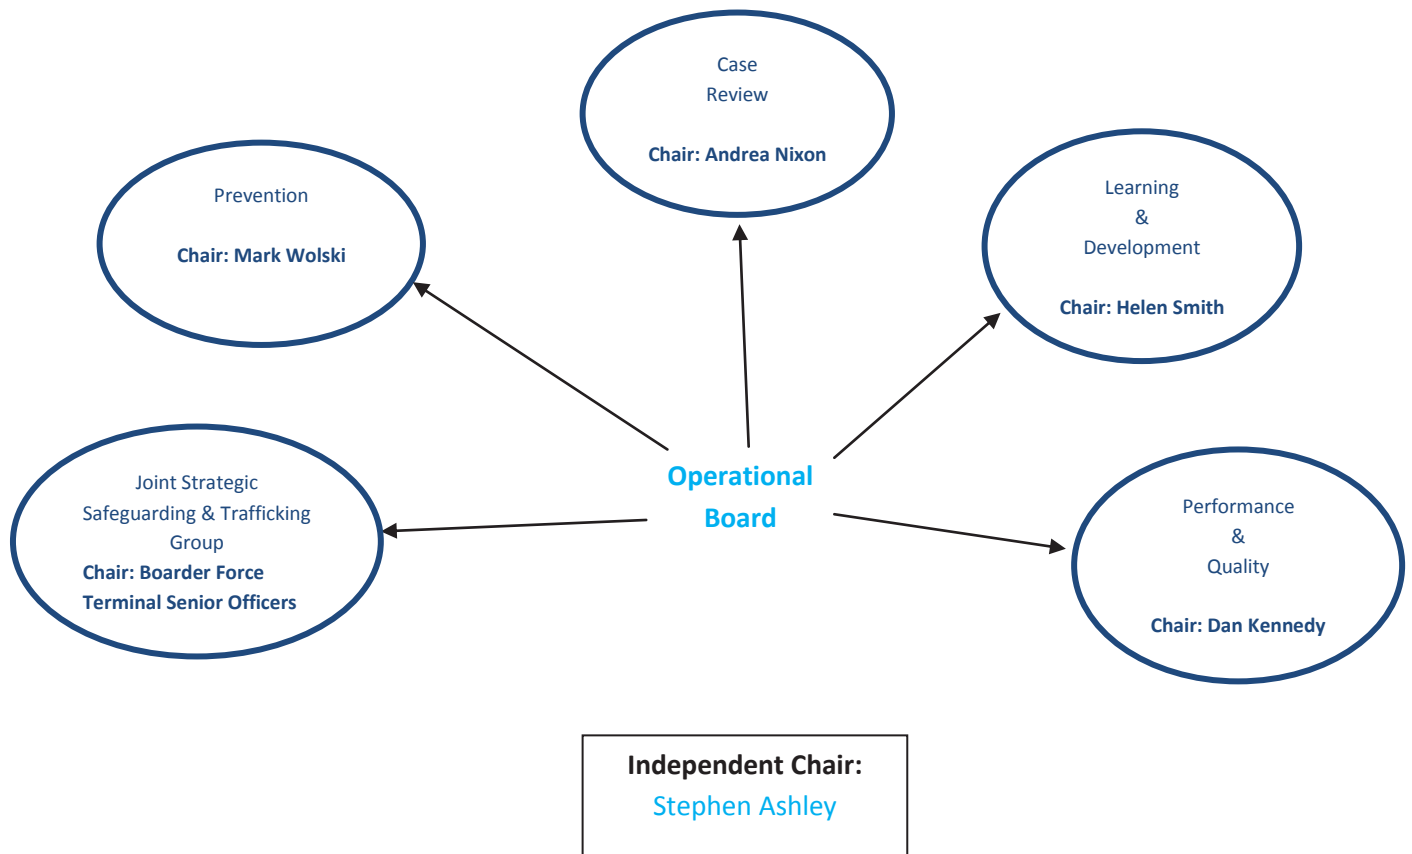 Case
Review
Chair: Andrea Nixon
Prevention
Chair: Mark Wolski
Learning
&
Development
Chair: Helen Smith
Operational
Board
Joint Strategic
Safeguarding & Trafficking
Group
Chair: Boarder Force
Terminal Senior Officers
Performance
&
Quality
Chair: Dan Kennedy
Independent Chair:
Stephen Ashley